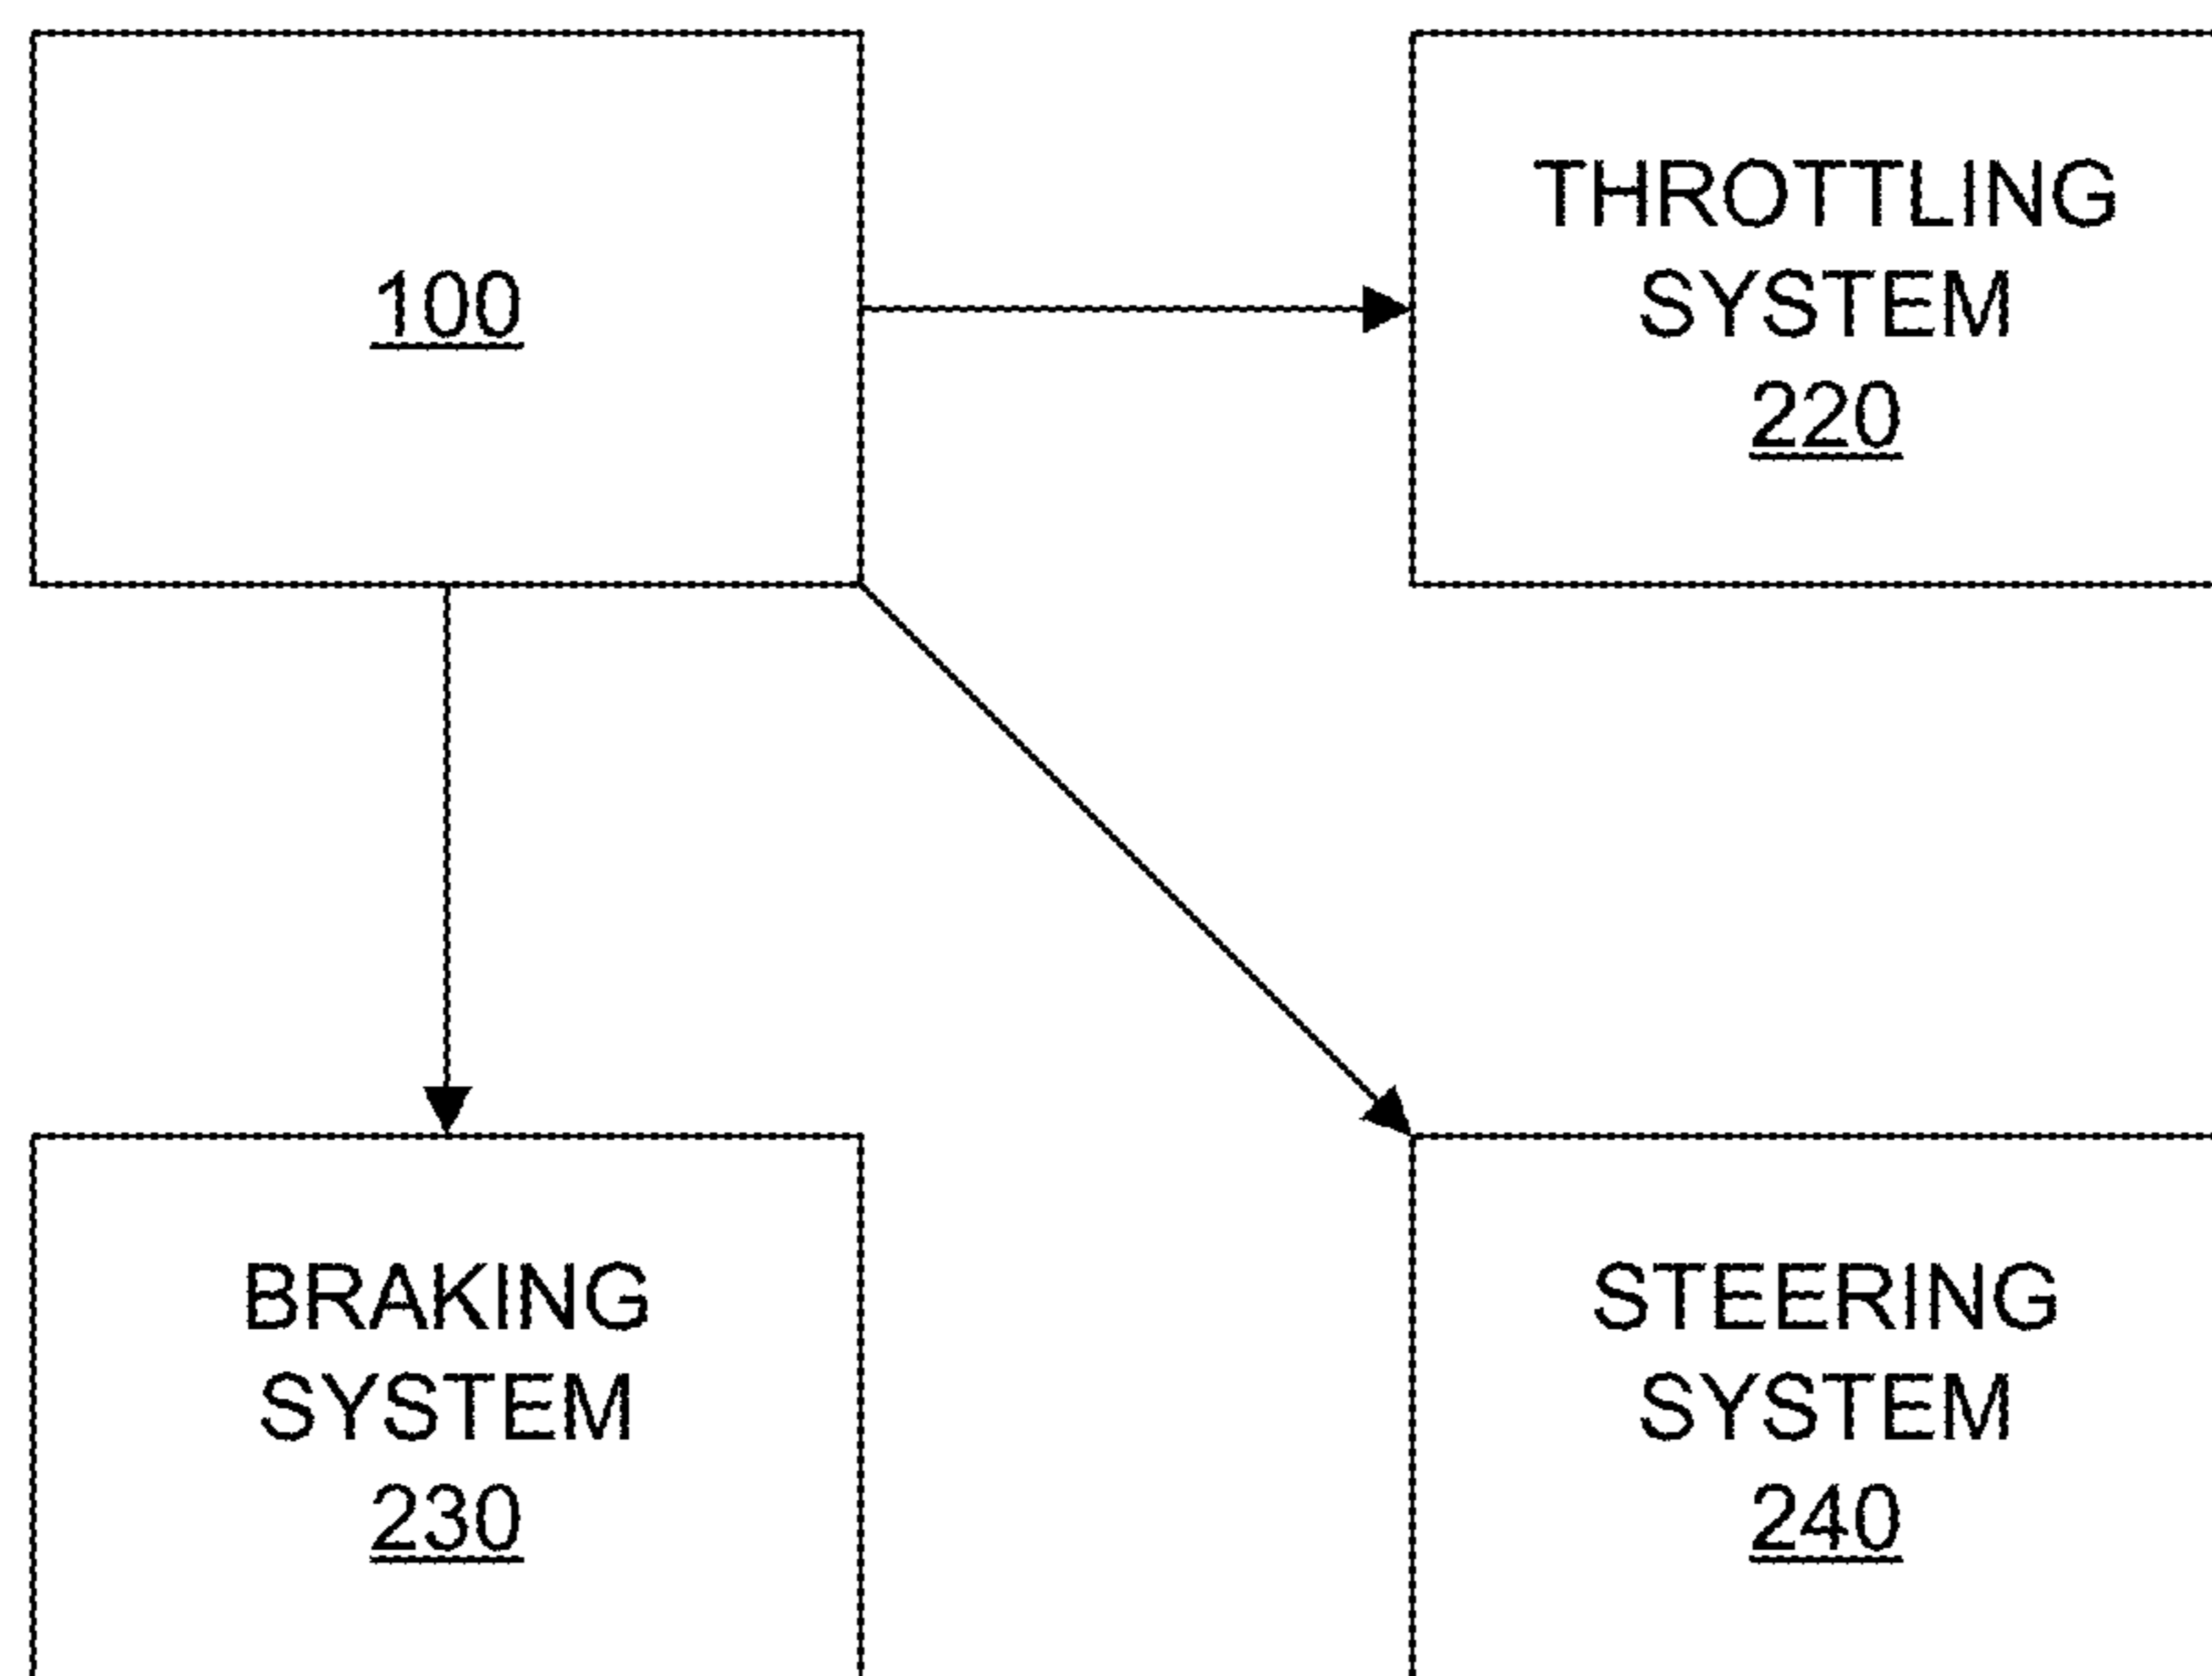 100
THROTTLING
SYSTEM
220
BRAKING
SYSTEM
230
STEERING
SYSTEM
240